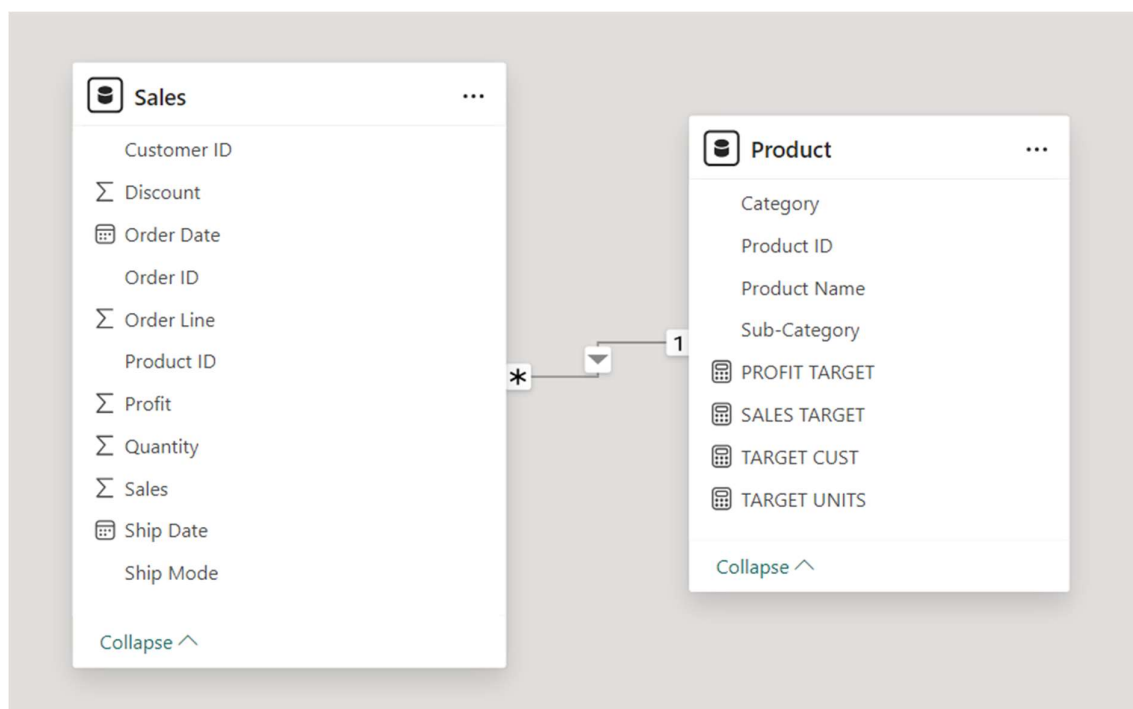 Sales
Customer ID
Discount
Order Date
Order ID
Order Line
Product ID
Profit
Quantity
Sales
Ship Date
Ship Mode
Collapse
*
1
Product
Category
Product ID
Product Name
Sub-Category
PROFIT TARGET
SALES TARGET
TARGET CUST
TARGET UNITS
Collapse